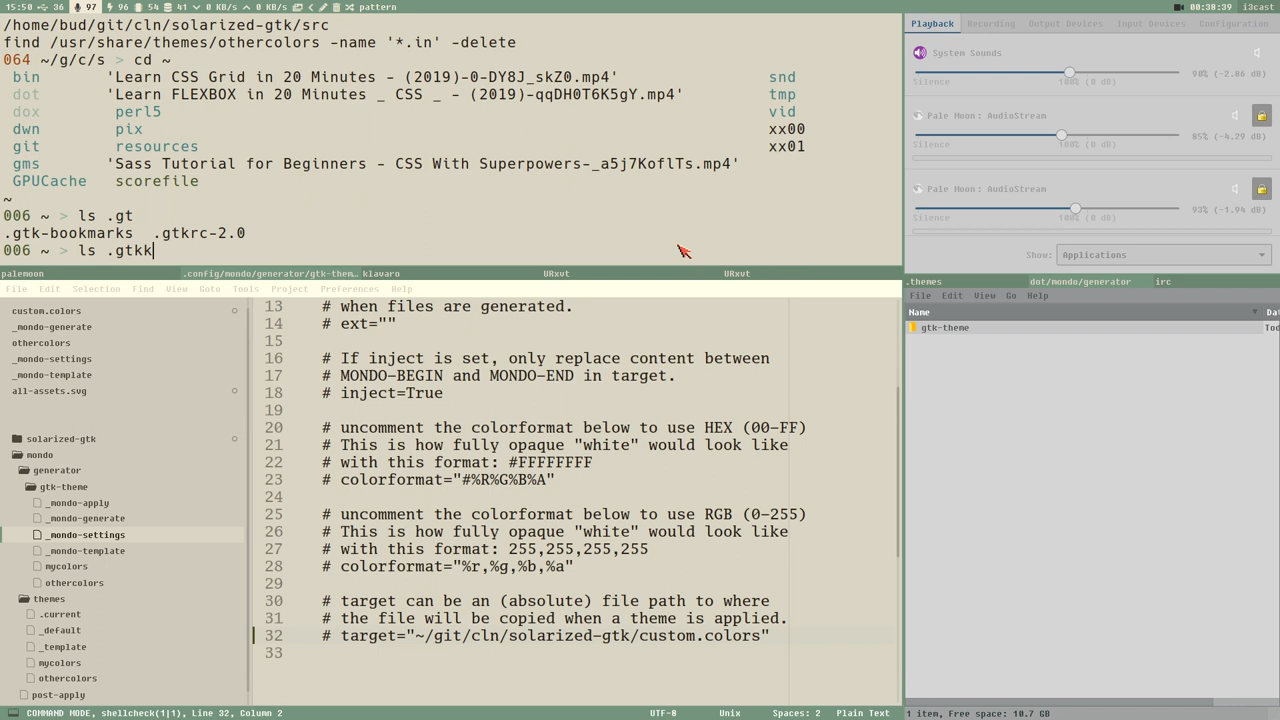 15:50 36 97 96 54 41 0 KB/s 0 KB/s pattern 00:38:39 i3cast
/home/bud/git/cln/solarized-gtk/src
find /usr/share/themes/othercolors -name '*.in' -delete
064 ~/g/c/s > cd ~
bin 'Learn CSS Grid in 20 Minutes - (2019)-0-DY8J_skZ0.mp4' snd
dot 'Learn FLEXBOX in 20 Minutes _ CSS _ - (2019)-qqDH0T6K5gY.mp4' tmp
dox perl5 vid
dwn pix xx00
git resources xx01
gms 'Sass Tutorial for Beginners - CSS With Superpowers-_a5j7KoflTs.mp4'
GPUCache scorefile
~
006 ~ > ls .gt
.gtk-bookmarks .gtkrc-2.0
006 ~ > ls .gtkk
palemoon .config/mondo/generator/gtk-them… klavaro URxvt URxvt
File Edit Selection Find View Goto Tools Project Preferences Help
custom.colors
_mondo-generate
othercolors
_mondo-settings
_mondo-template
all-assets.svg
solarized-gtk
mondo
generator
gtk-theme
_mondo-apply
_mondo-generate
_mondo-settings
_mondo-template
mycolors
othercolors
themes
.current
_default
_template
mycolors
othercolors
post-apply
13 # when files are generated.
14 # ext=""
15
16 # If inject is set, only replace content between
17 # MONDO-BEGIN and MONDO-END in target.
18 # inject=True
19
20 # uncomment the colorformat below to use HEX (00-FF)
21 # This is how fully opaque "white" would look like
22 # with this format: #FFFFFFFF
23 # colorformat="#%R%G%B%A"
24
25 # uncomment the colorformat below to use RGB (0-255)
26 # This is how fully opaque "white" would look like
27 # with this format: 255,255,255,255
28 # colorformat="%r,%g,%b,%a"
29
30 # target can be an (absolute) file path to where
31 # the file will be copied when a theme is applied.
32 # target="~/git/cln/solarized-gtk/custom.colors"
33
COMMAND MODE, shellcheck(1|1), Line 32, Column 2 UTF-8 Unix Spaces: 2 Plain Text
Playback Recording Output Devices Input Devices Configuration
System Sounds
90% (-2.86 dB)
Silence 100% (0 dB)
Pale Moon : AudioStream
85% (-4.29 dB)
Silence 100% (0 dB)
Pale Moon : AudioStream
93% (-1.94 dB)
Silence 100% (0 dB)
Show: Applications
.themes dot/mondo/generator irc
File Edit View Go Help
Name Da
gtk-theme Tod
1 item, Free space: 10.7 GB